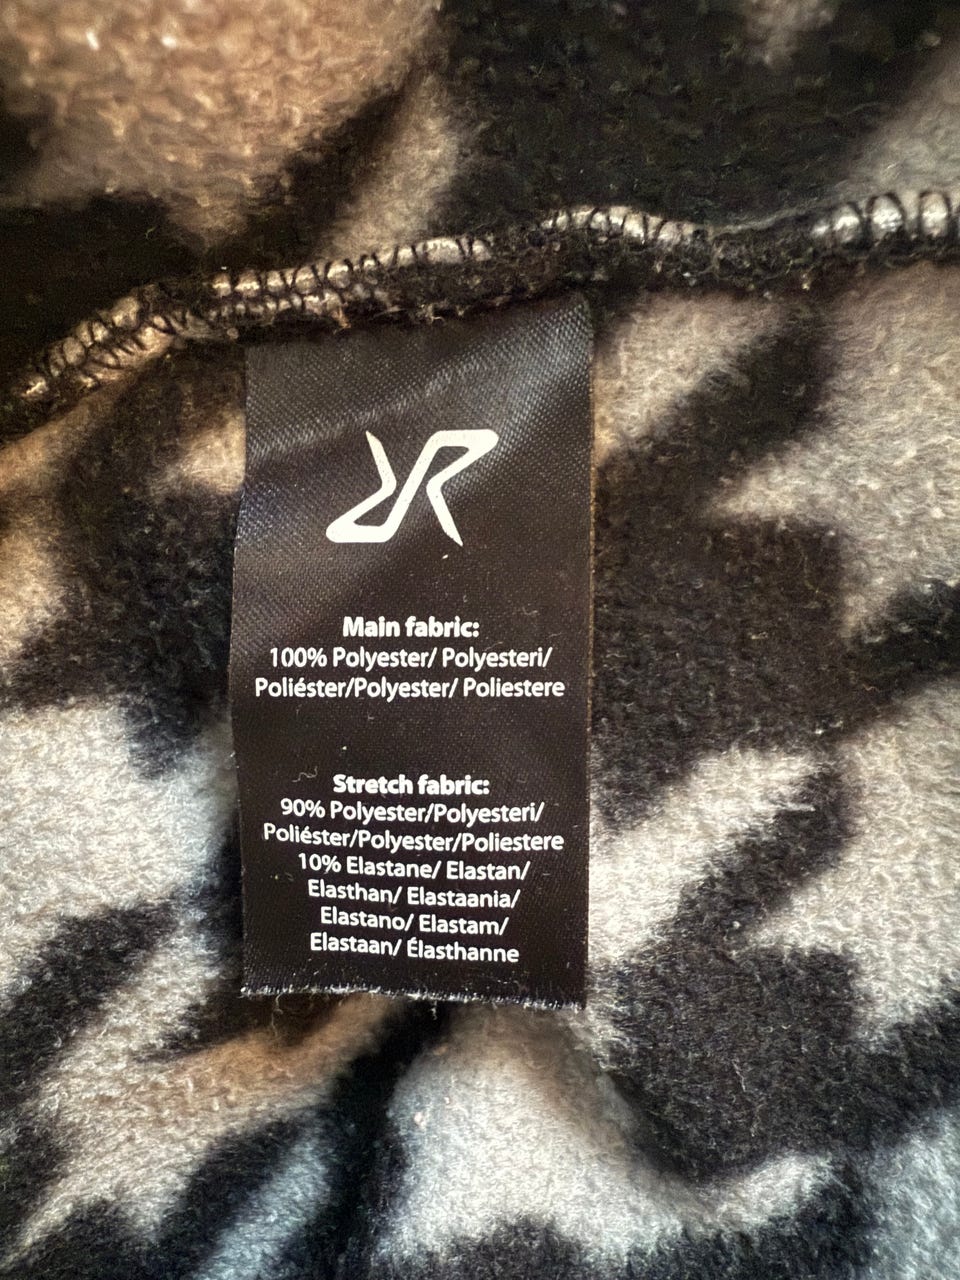 Main fabric:
100% Polyester/ Polyesteri/
Poliéster/Polyester/ Poliestere
Stretch fabric:
90% Polyester/Polyesteri/
Poliéster/Polyester/Poliestere
10% Elastane/ Elastan/
Elasthan/ Elastaania/
Elastano/ Elastam/
Elastaan/ Élasthanne